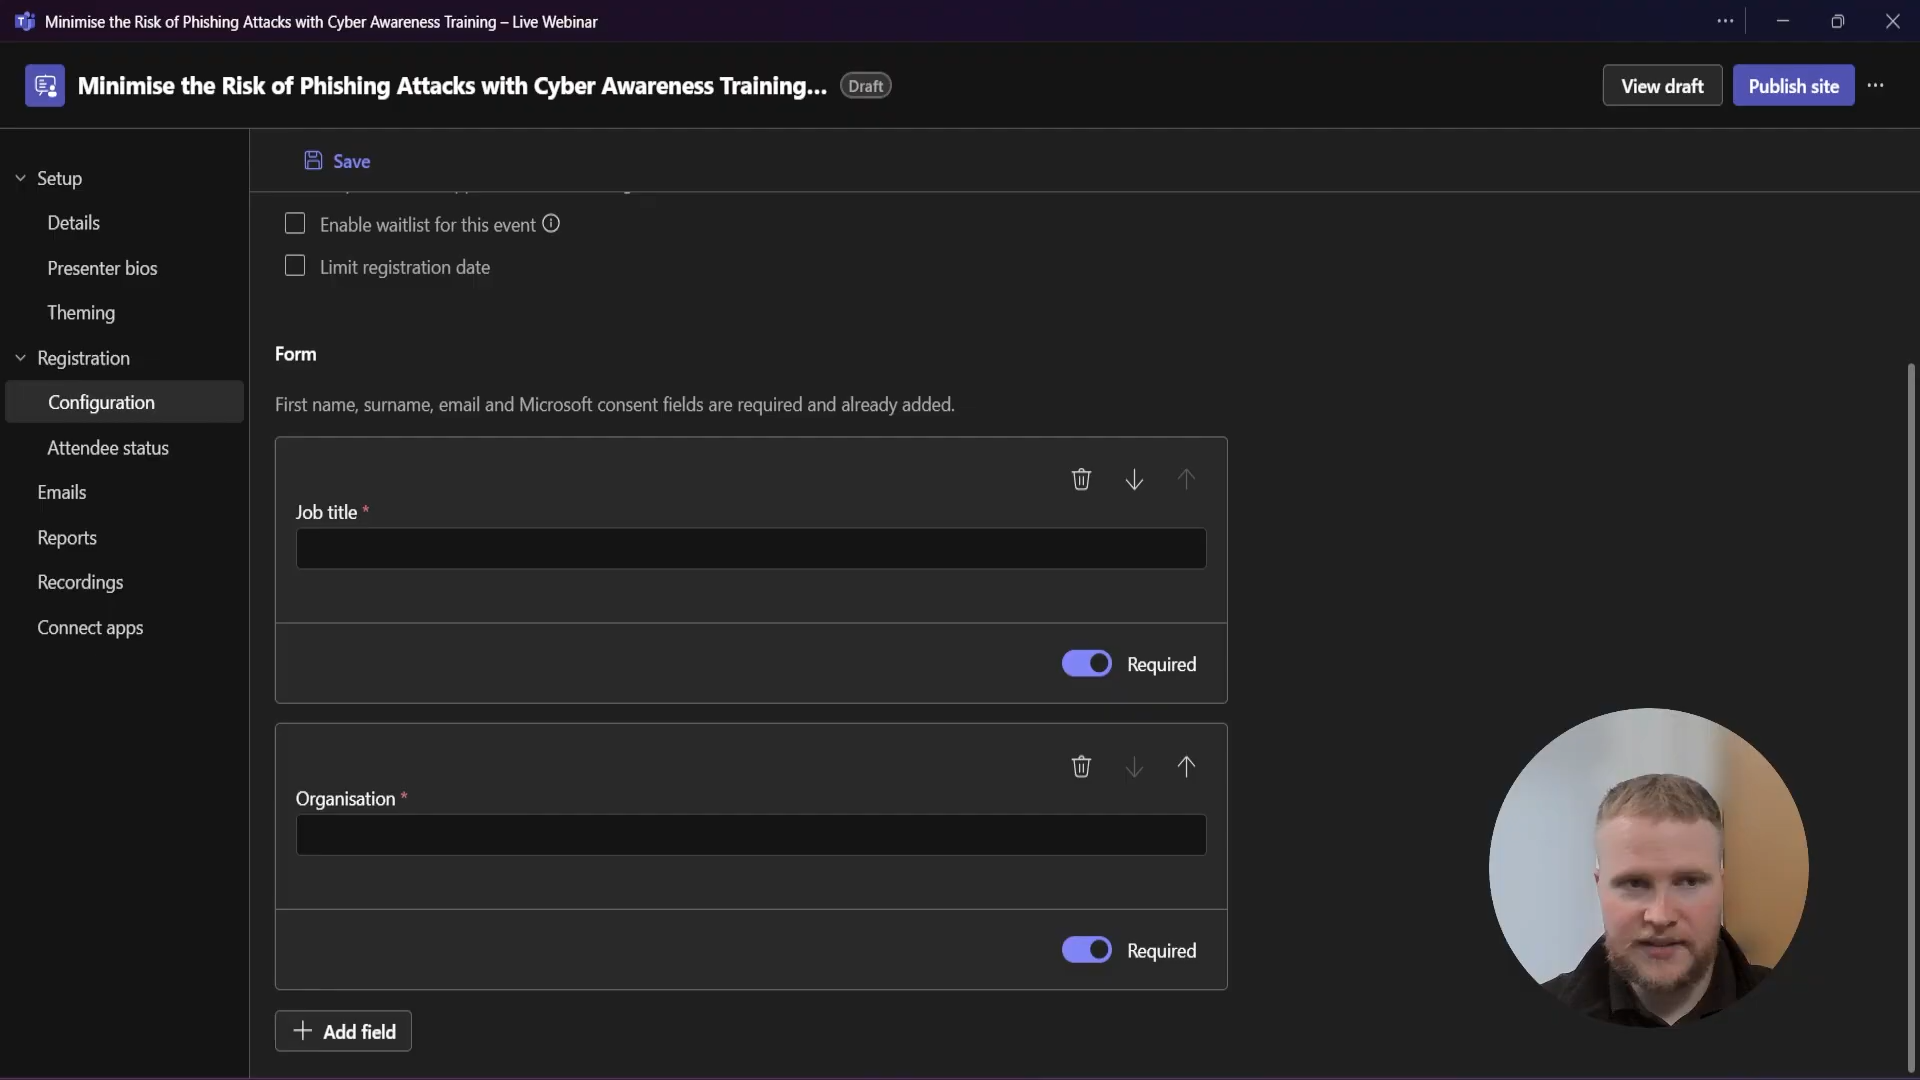 Minimise the Risk of Phishing Attacks with Cyber Awareness Training – Live Webinar
Minimise the Risk of Phishing Attacks with Cyber Awareness Training...
Draft
View draft
Publish site
Setup
Details
Presenter bios
Theming
Registration
Configuration
Attendee status
Emails
Reports
Recordings
Connect apps
Save
Enable waitlist for this event
Limit registration date
Form
First name, surname, email and Microsoft consent fields are required and already added.
Job title *
Required
Organisation *
Required
Add field